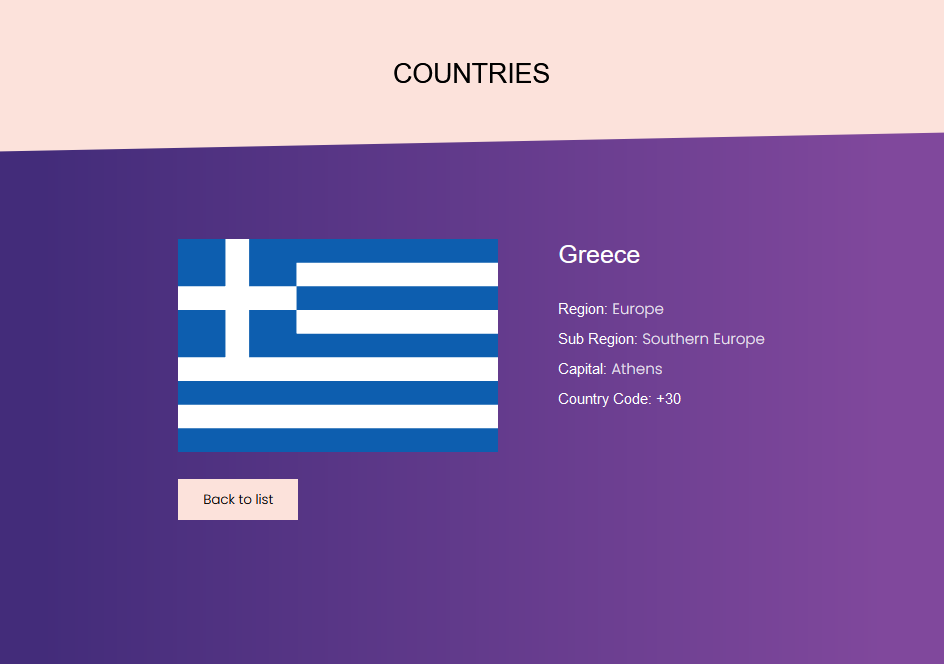 COUNTRIES
Greece
Region: Europe
Sub Region: Southern Europe
Capital: Athens
Country Code: +30
Back to list